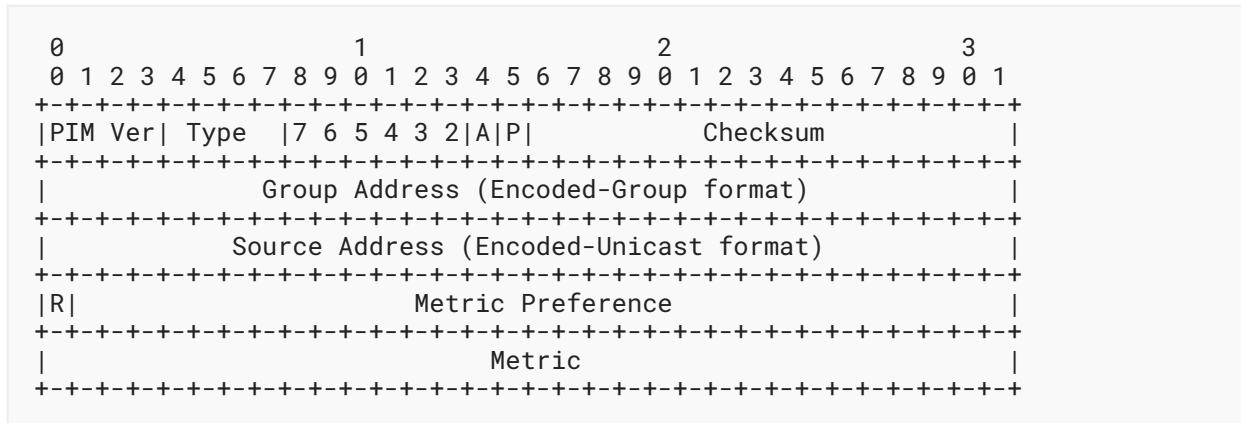 0                   1                   2                   3
 0 1 2 3 4 5 6 7 8 9 0 1 2 3 4 5 6 7 8 9 0 1 2 3 4 5 6 7 8 9 0 1
+-+-+-+-+-+-+-+-+-+-+-+-+-+-+-+-+-+-+-+-+-+-+-+-+-+-+-+-+-+-+-+-+
|PIM Ver| Type  |7 6 5 4 3 2|A|P|           Checksum            |
+-+-+-+-+-+-+-+-+-+-+-+-+-+-+-+-+-+-+-+-+-+-+-+-+-+-+-+-+-+-+-+-+
|              Group Address (Encoded-Group format)             |
+-+-+-+-+-+-+-+-+-+-+-+-+-+-+-+-+-+-+-+-+-+-+-+-+-+-+-+-+-+-+-+-+
|            Source Address (Encoded-Unicast format)            |
+-+-+-+-+-+-+-+-+-+-+-+-+-+-+-+-+-+-+-+-+-+-+-+-+-+-+-+-+-+-+-+-+
|R|                      Metric Preference                      |
+-+-+-+-+-+-+-+-+-+-+-+-+-+-+-+-+-+-+-+-+-+-+-+-+-+-+-+-+-+-+-+-+
|                             Metric                            |
+-+-+-+-+-+-+-+-+-+-+-+-+-+-+-+-+-+-+-+-+-+-+-+-+-+-+-+-+-+-+-+-+